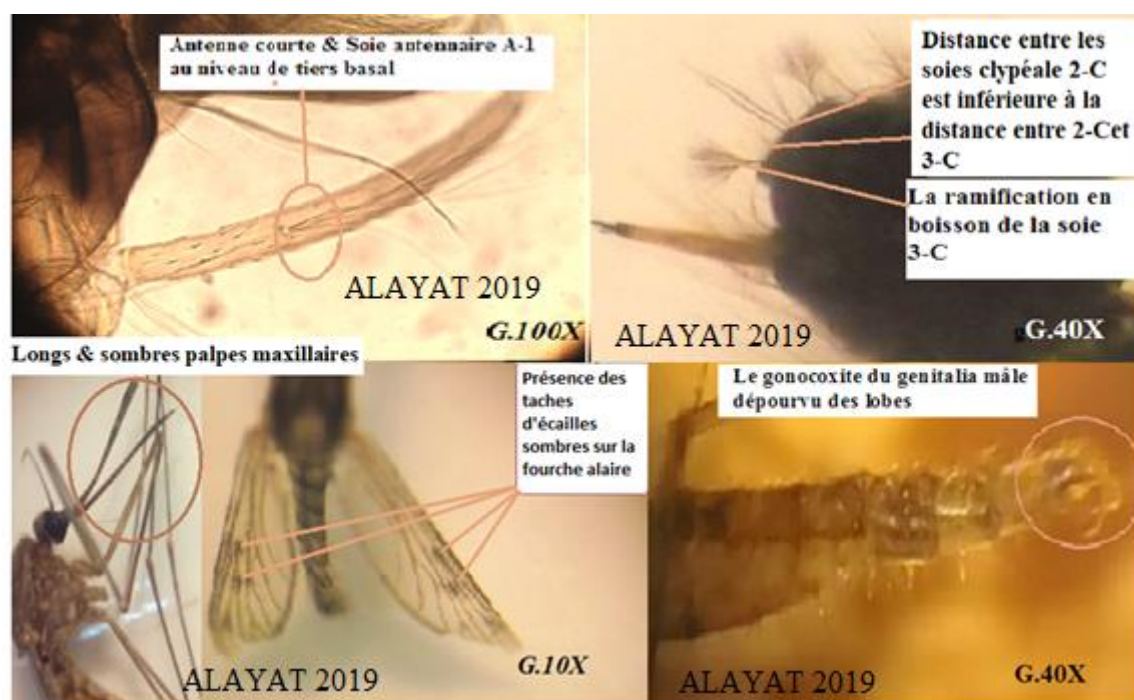 Antenne courte & Soie antennaire A-1
au niveau de tiers basal
ALAYAT 2019
G.100X
Distance entre les
soies clypéale 2-C
est inférieure à la
distance entre 2-Cet
3-C
La ramification en
boisson de la soie
3-C
ALAYAT 2019
G.40X
Longs & sombres palpes maxillaires
Présence des
taches
d'écailles
sombres sur la
fourche alaire
ALAYAT 2019
G.10X
Le gonocoxite du genitalia mâle
dépourvu des lobes
ALAYAT 2019
G.40X